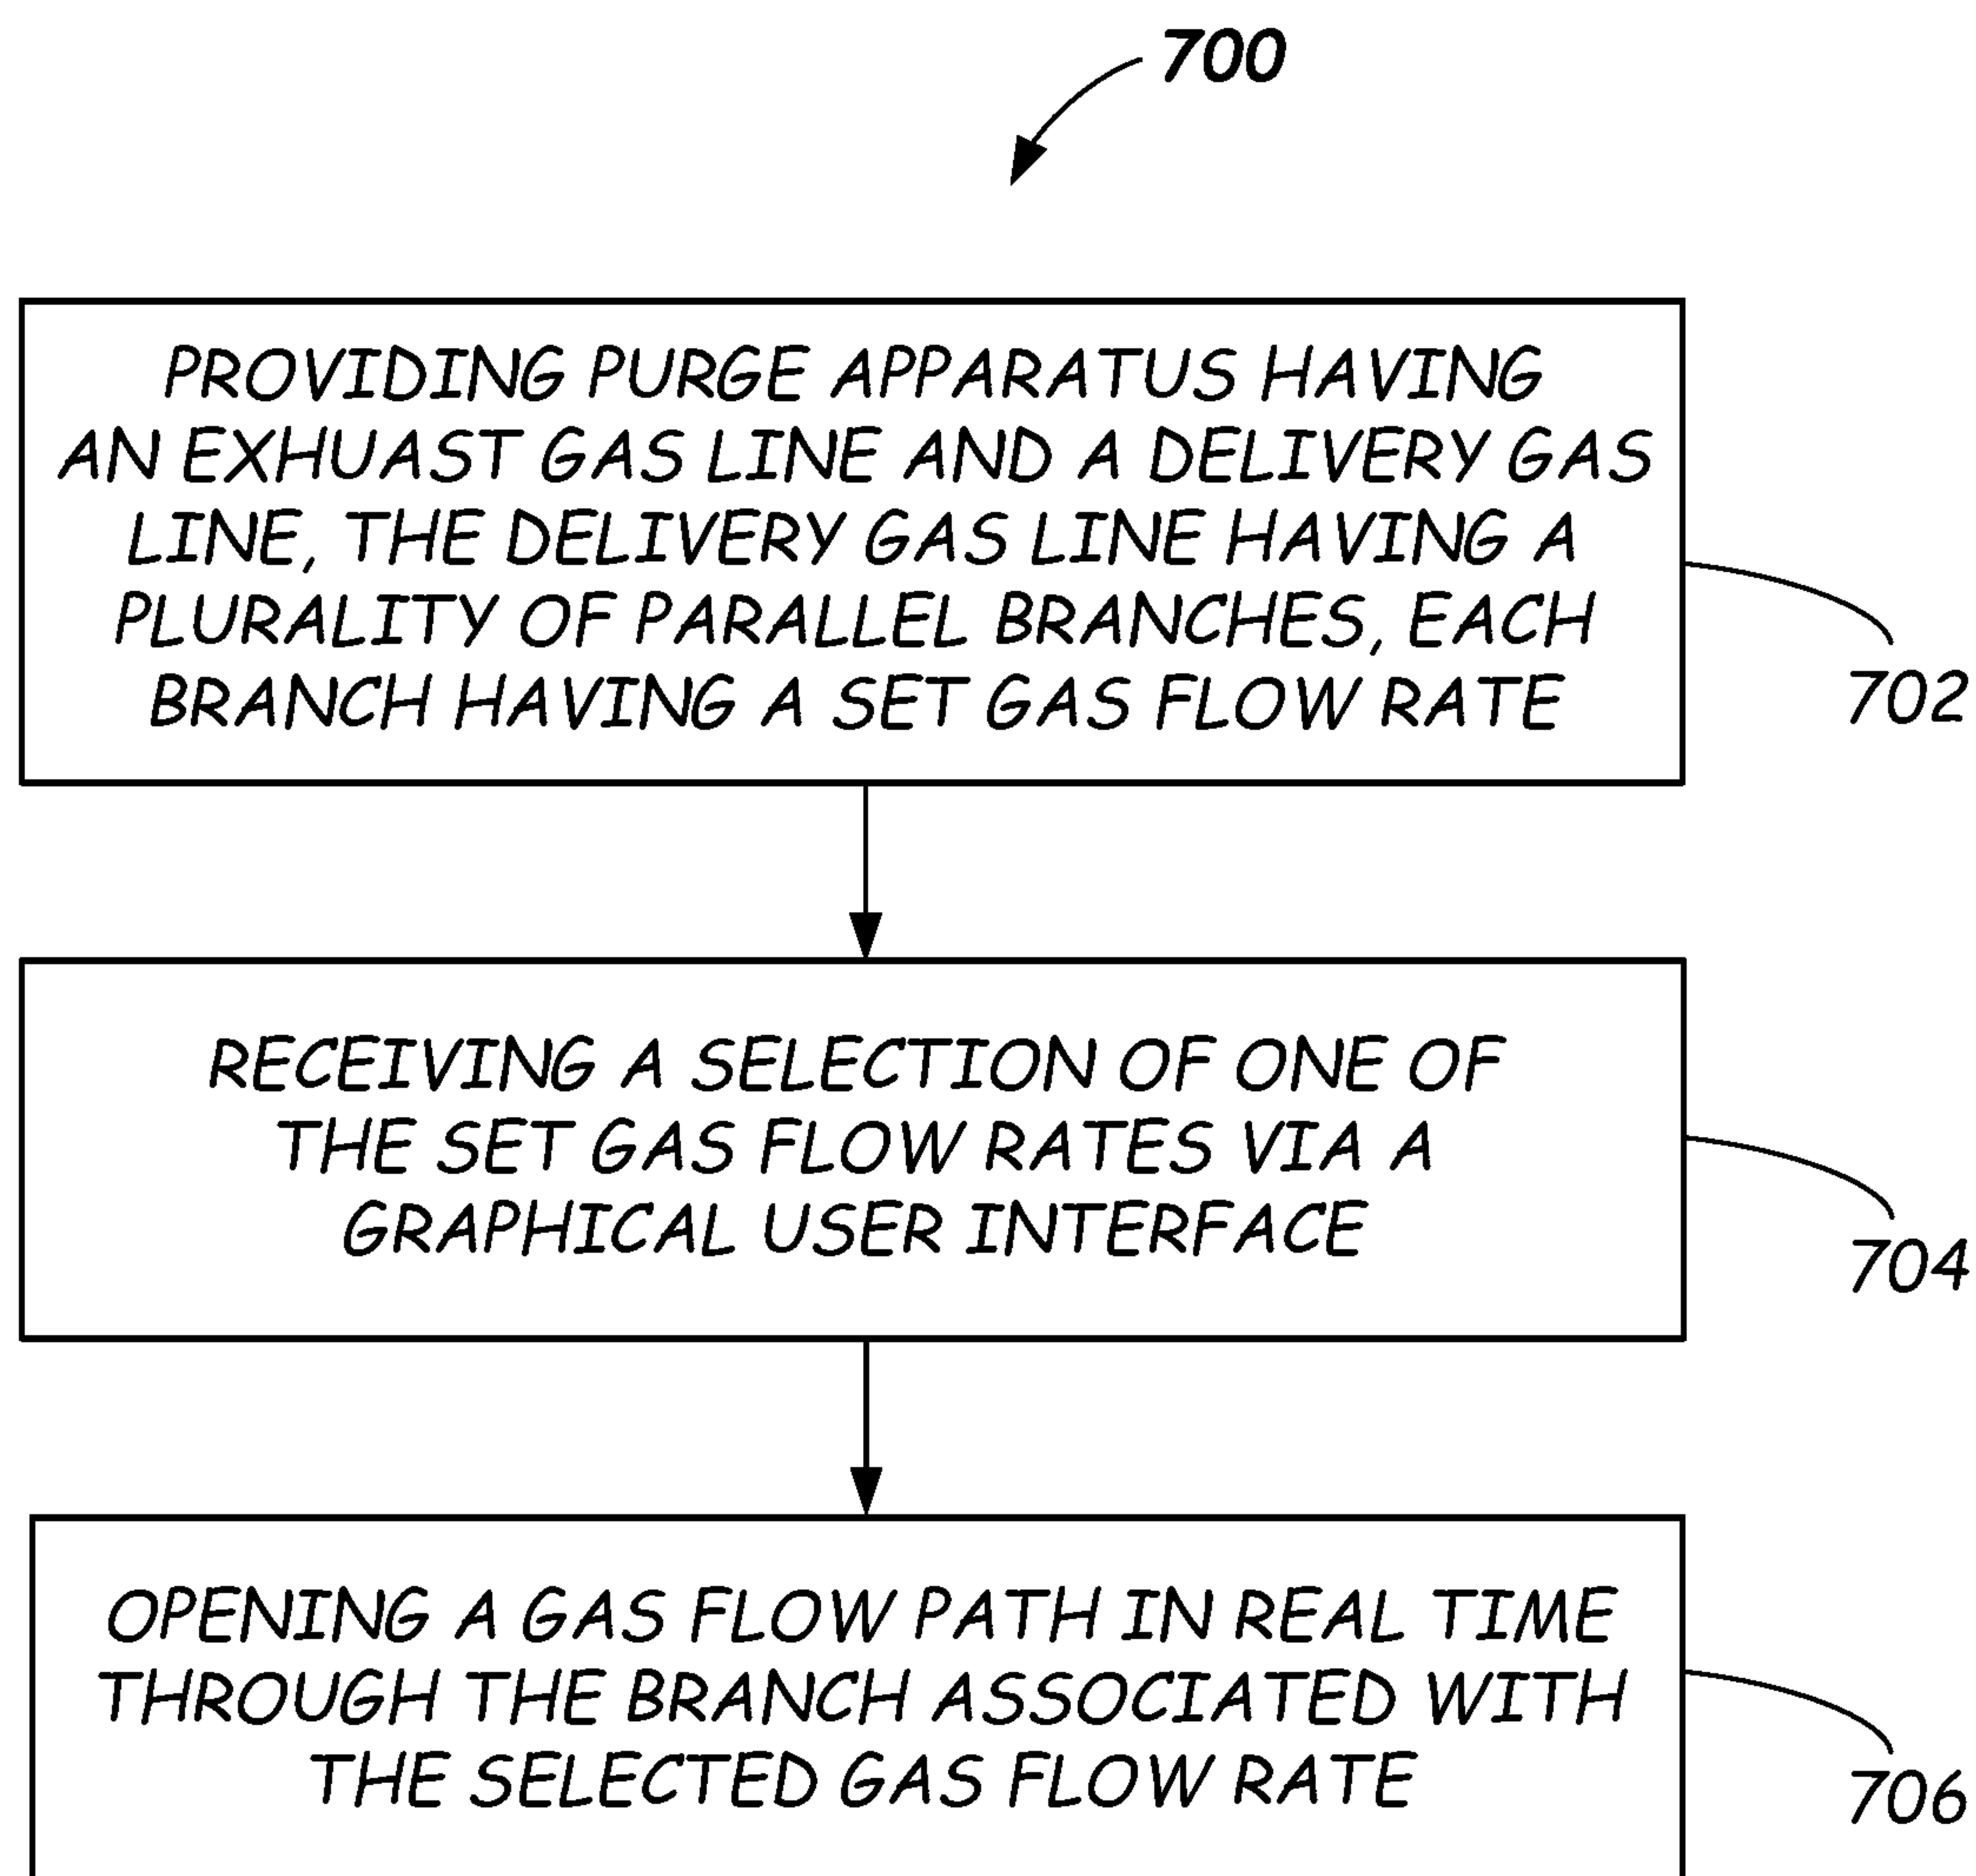 700
PROVIDING PURGE APPARATUS HAVING
AN EXHUAST GAS LINE AND A DELIVERY GAS
LINE, THE DELIVERY GAS LINE HAVING A
PLURALITY OF PARALLEL BRANCHES, EACH
BRANCH HAVING A SET GAS FLOW RATE
702
RECEIVING A SELECTION OF ONE OF
THE SET GAS FLOW RATES VIA A
GRAPHICAL USER INTERFACE
704
OPENING A GAS FLOW PATH IN REAL TIME
THROUGH THE BRANCH ASSOCIATED WITH
THE SELECTED GAS FLOW RATE
706